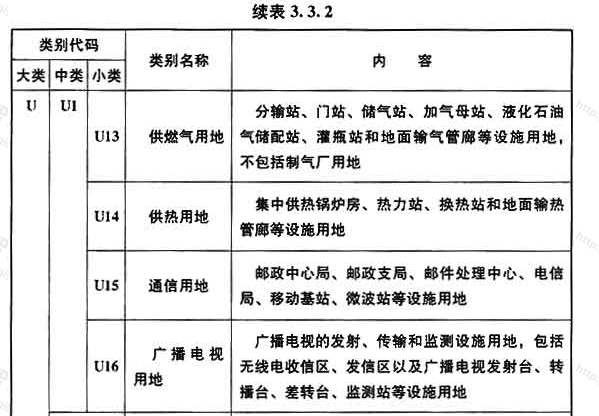 续表 3.3.2
类别代码
类别名称
内 容
大类 中类 小类
U U1
U13
供燃气用地
分输站、门站、储气站、加气母站、液化石油
气储配站、灌瓶站和地面输气管廊等设施用地，
不包括制气厂用地
U14
供热用地
集中供热锅炉房、热力站、换热站和地面输热
管廊等设施用地
U15
通信用地
邮政中心局、邮政支局、邮件处理中心、电信
局、移动基站、微波站等设施用地
U16
广播电视
用地
广播电视的发射、传输和监测设施用地，包括
无线电收信区、发信区以及广播电视发射台、转
播台、差转台、监测站等设施用地